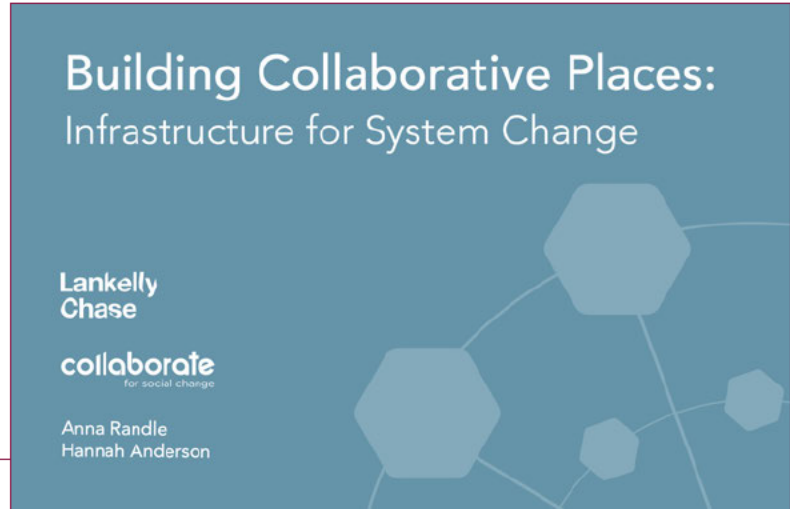 Building Collaborative Places:
Infrastructure for System Change
Lankelly
Chase
collaborate
for social change
Anna Randle
Hannah Anderson